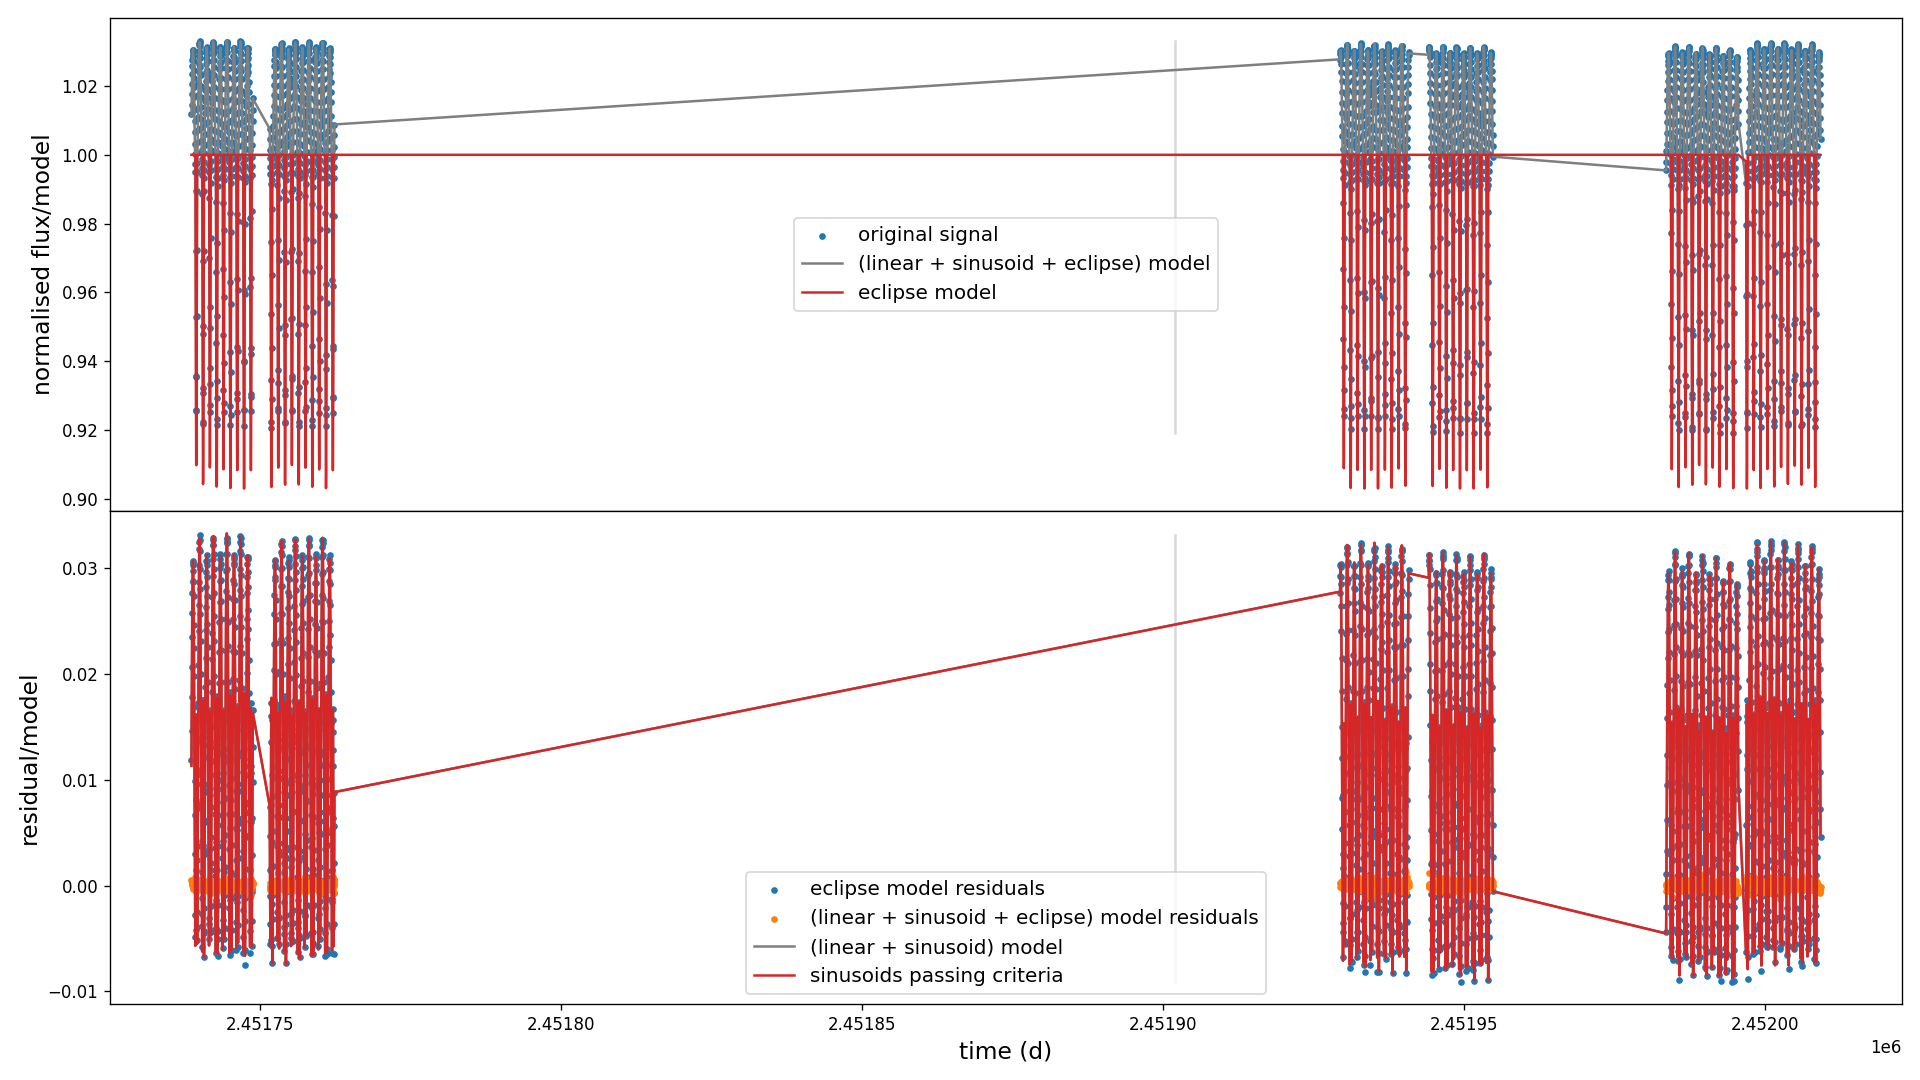 normalised flux/model
1.02
1.00
0.98
0.96
0.94
0.92
0.90
original signal
(linear + sinusoid + eclipse) model
eclipse model
residual/model
0.03
0.02
0.01
0.00
−0.01
eclipse model residuals
(linear + sinusoid + eclipse) model residuals
(linear + sinusoid) model
sinusoids passing criteria
2.45175 2.45180 2.45185 2.45190 2.45195 2.45200
time (d)
1e6